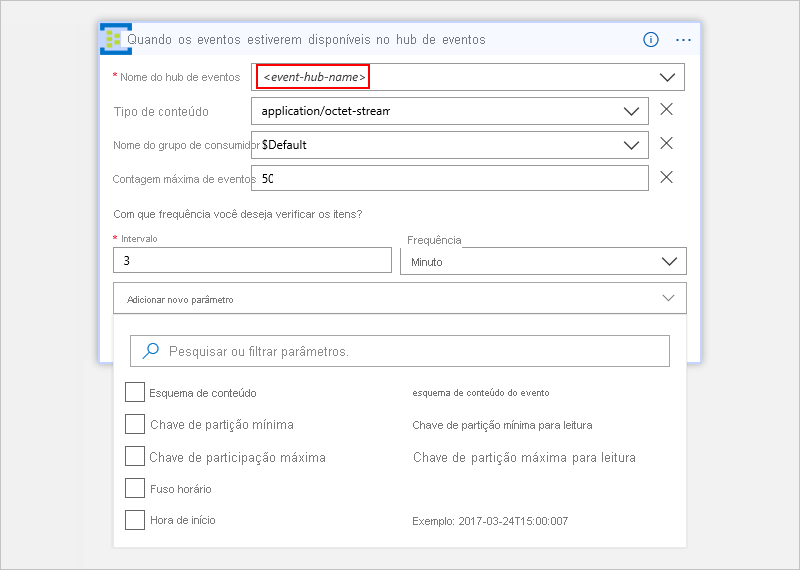 Quando os eventos estiverem disponíveis no hub de eventos
* Nome do hub de eventos <event-hub-name>
Tipo de conteúdo application/octet-stream
Nome do grupo de consumidor $Default
Contagem máxima de eventos 50
Com que frequência você deseja verificar os itens?
* Intervalo Frequência
3 Minuto
Adicionar novo parâmetro
Pesquisar ou filtrar parâmetros.
Esquema de conteúdo esquema de conteúdo do evento
Chave de partição mínima Chave de partição mínima para leitura
Chave de participação máxima Chave de partição máxima para leitura
Fuso horário
Hora de início Exemplo: 2017-03-24T15:00:007